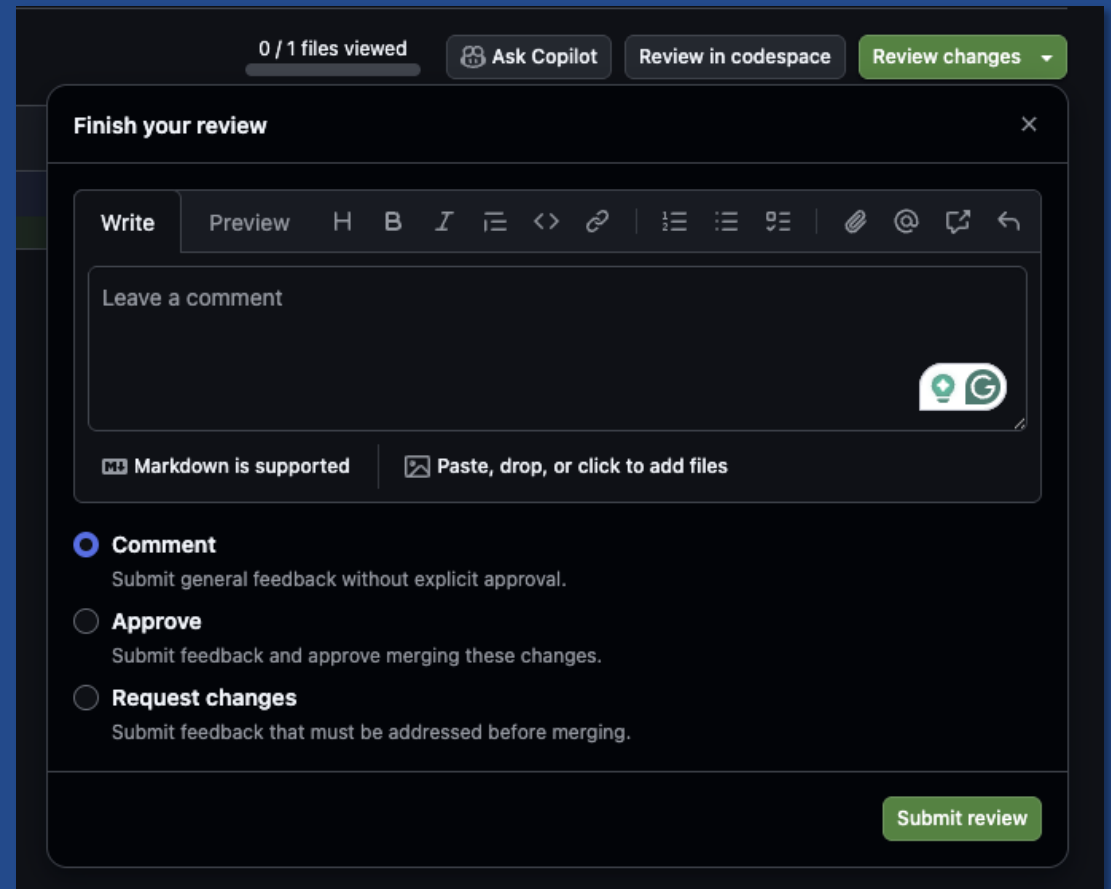 0 / 1 files viewed
Ask Copilot
Review in codespace
Review changes
Finish your review
Write
Preview
H
B
I
Leave a comment
Markdown is supported
Paste, drop, or click to add files
Comment
Submit general feedback without explicit approval.
Approve
Submit feedback and approve merging these changes.
Request changes
Submit feedback that must be addressed before merging.
Submit review